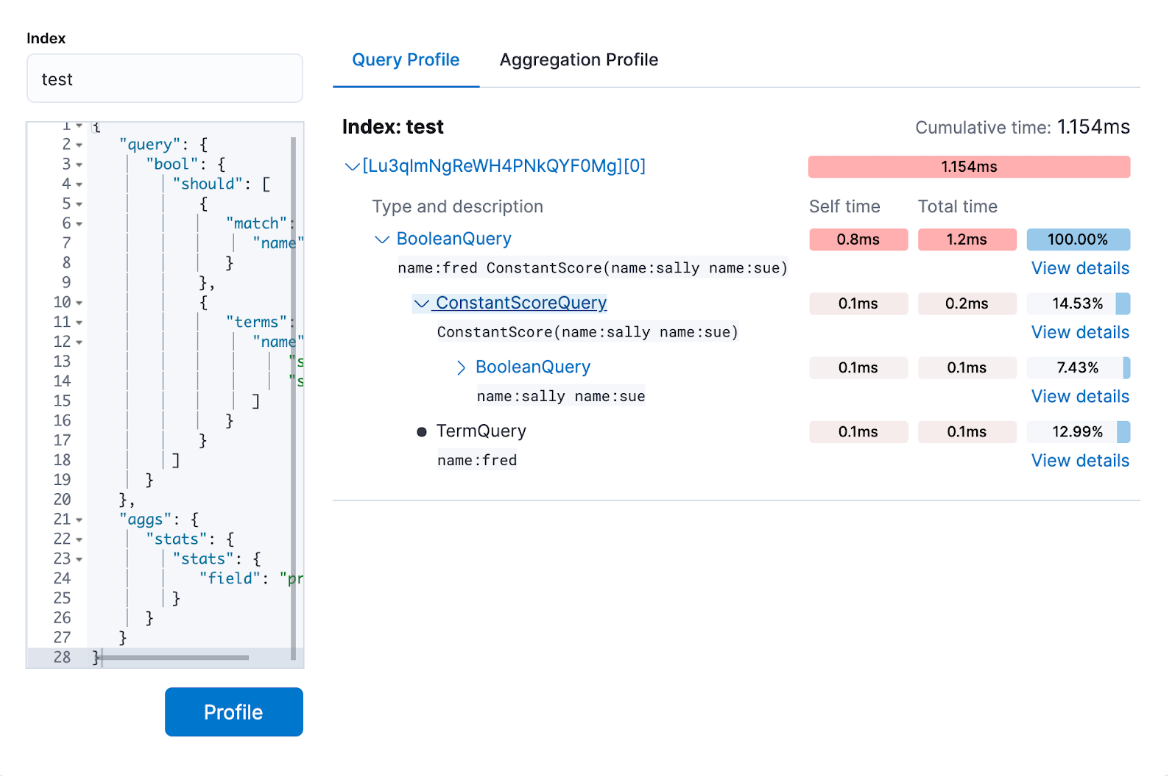 Index
test
1 {
2 "query": {
3 "bool": {
4 "should": [
5 {
6 "match":
7 "name"
8 }
9 },
10 {
11 "terms":
12 "name"
13 "s
14 "s
15 ]
16 }
17 }
18 ]
19 }
20 },
21 "aggs": {
22 "stats": {
23 "stats": {
24 "field": "pr
25 }
26 }
27 }
28 }
Profile
Query Profile Aggregation Profile
Index: test Cumulative time: 1.154ms
[Lu3qlmNgReWH4PNkQYF0Mg][0] 1.154ms
Type and description Self time Total time
BooleanQuery 0.8ms 1.2ms 100.00%
name:fred ConstantScore(name:sally name:sue) View details
ConstantScoreQuery 0.1ms 0.2ms 14.53%
ConstantScore(name:sally name:sue) View details
BooleanQuery 0.1ms 0.1ms 7.43%
name:sally name:sue View details
TermQuery 0.1ms 0.1ms 12.99%
name:fred View details